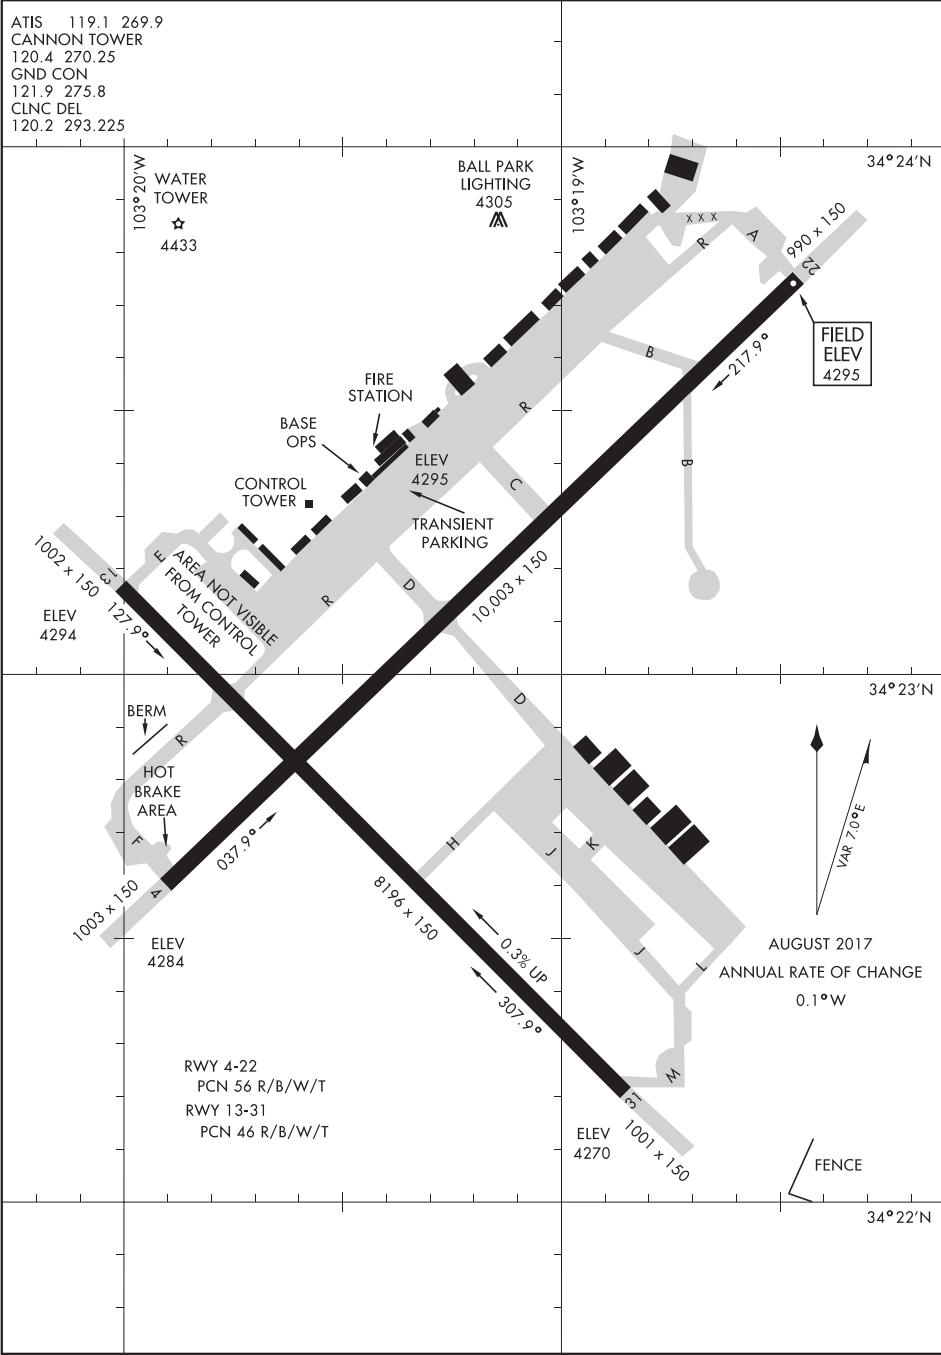 ATIS 119.1 269.9
CANNON TOWER
120.4 270.25
GND CON
121.9 275.8
CLNC DEL
120.2 293.225
103°20'W
WATER
TOWER
4433
BALL PARK
LIGHTING
4305
103°19'W
34°24'N
X X X
R
A
990 x 150
22
FIELD
ELEV
4295
217.9°
B
B
FIRE
STATION
BASE
OPS
R
ELEV
4295
CONTROL
TOWER
C
TRANSIENT
PARKING
1002 x 150
E
13
AREA NOT VISIBLE
FROM CONTROL
TOWER
R
D
10,003 x 150
ELEV
4294
127.9°
34°23'N
D
BERM
R
HOT
BRAKE
AREA
F
037.9°
H
J
K
VAR 7.0°E
4
1003 x 150
8196 x 150
ELEV
4284
0.3% UP
307.9°
J
L
AUGUST 2017
ANNUAL RATE OF CHANGE
0.1°W
RWY 4-22
PCN 56 R/B/W/T
RWY 13-31
PCN 46 R/B/W/T
M
31
ELEV
4270
1001 x 150
FENCE
34°22'N